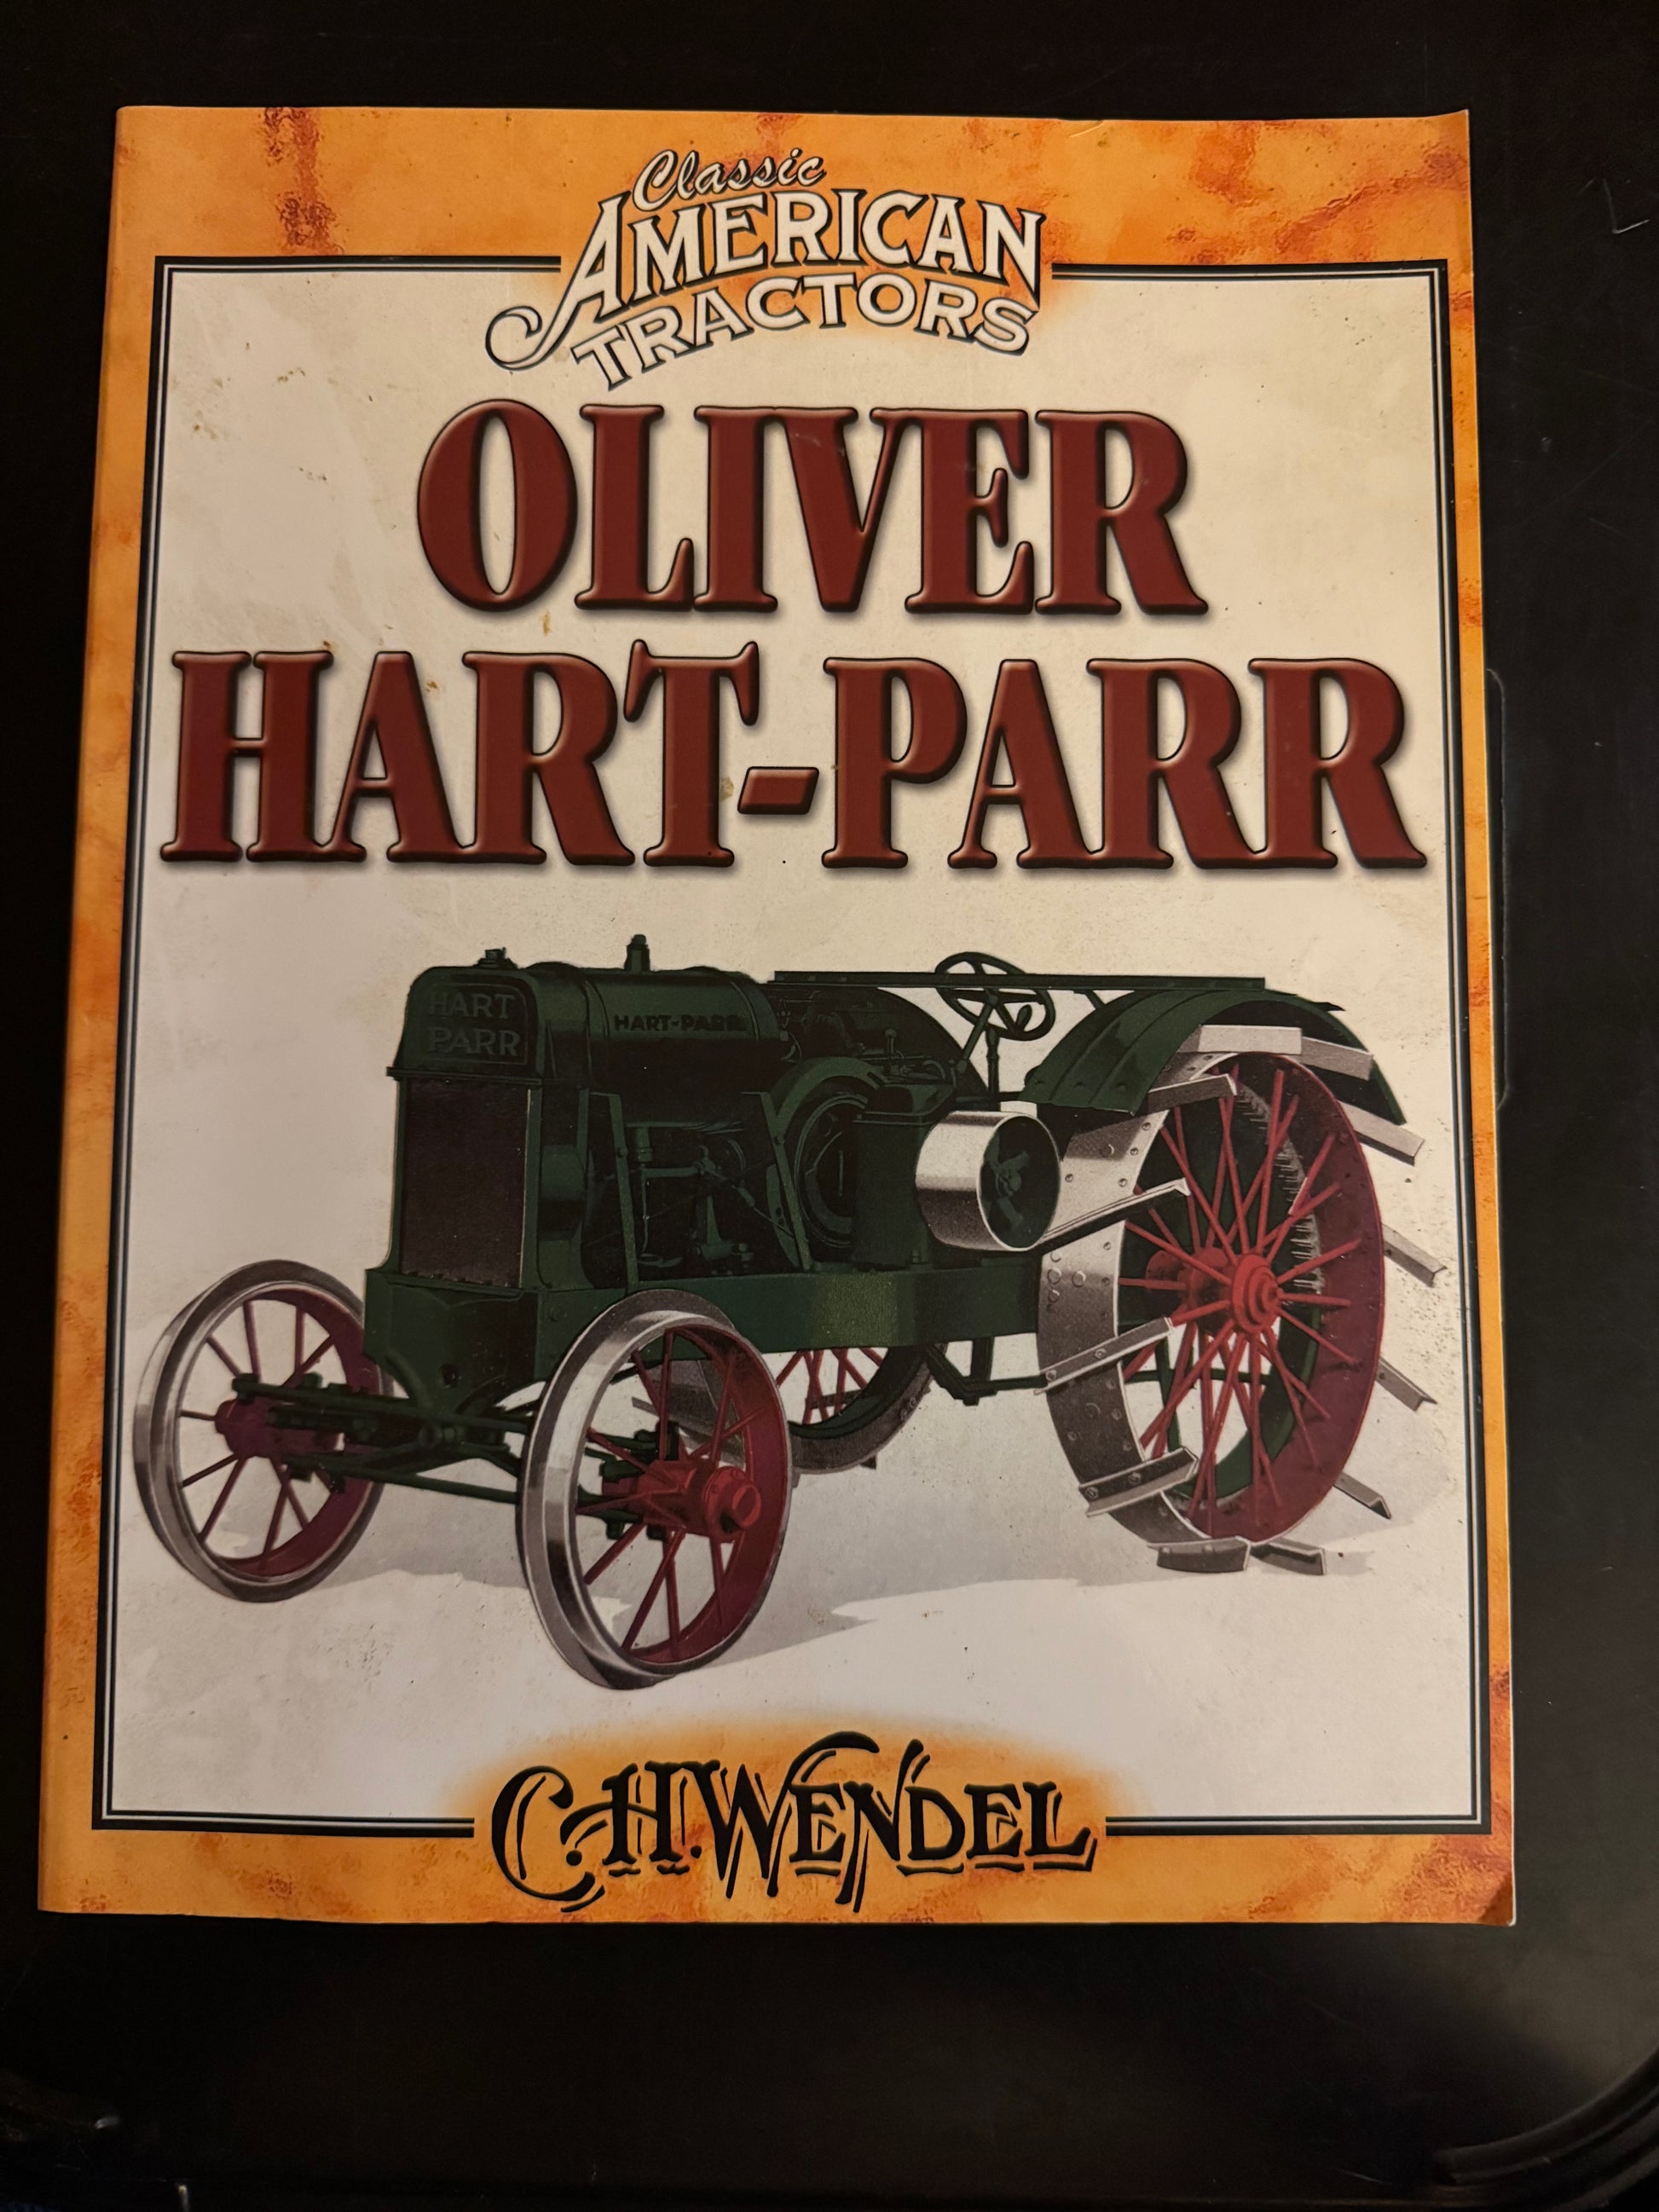 Classic
AMERICAN
TRACTORS
OLIVER
HART-PARR
HART
PARR
HART-PARR
C.H. WENDEL